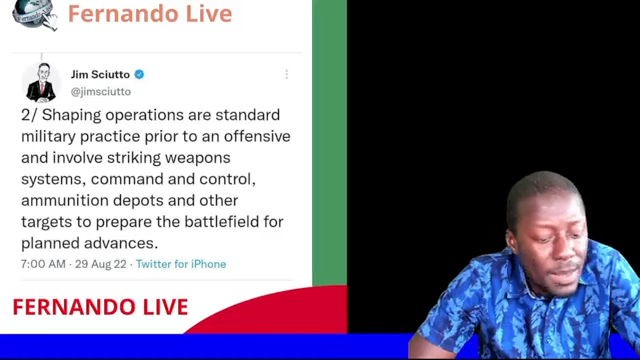 Fernando Live
Jim Sciutto
@jimsciutto
2/ Shaping operations are standard
military practice prior to an offensive
and involve striking weapons
systems, command and control,
ammunition depots and other
targets to prepare the battlefield for
planned advances.
7:00 AM · 29 Aug 22 · Twitter for iPhone
FERNANDO LIVE